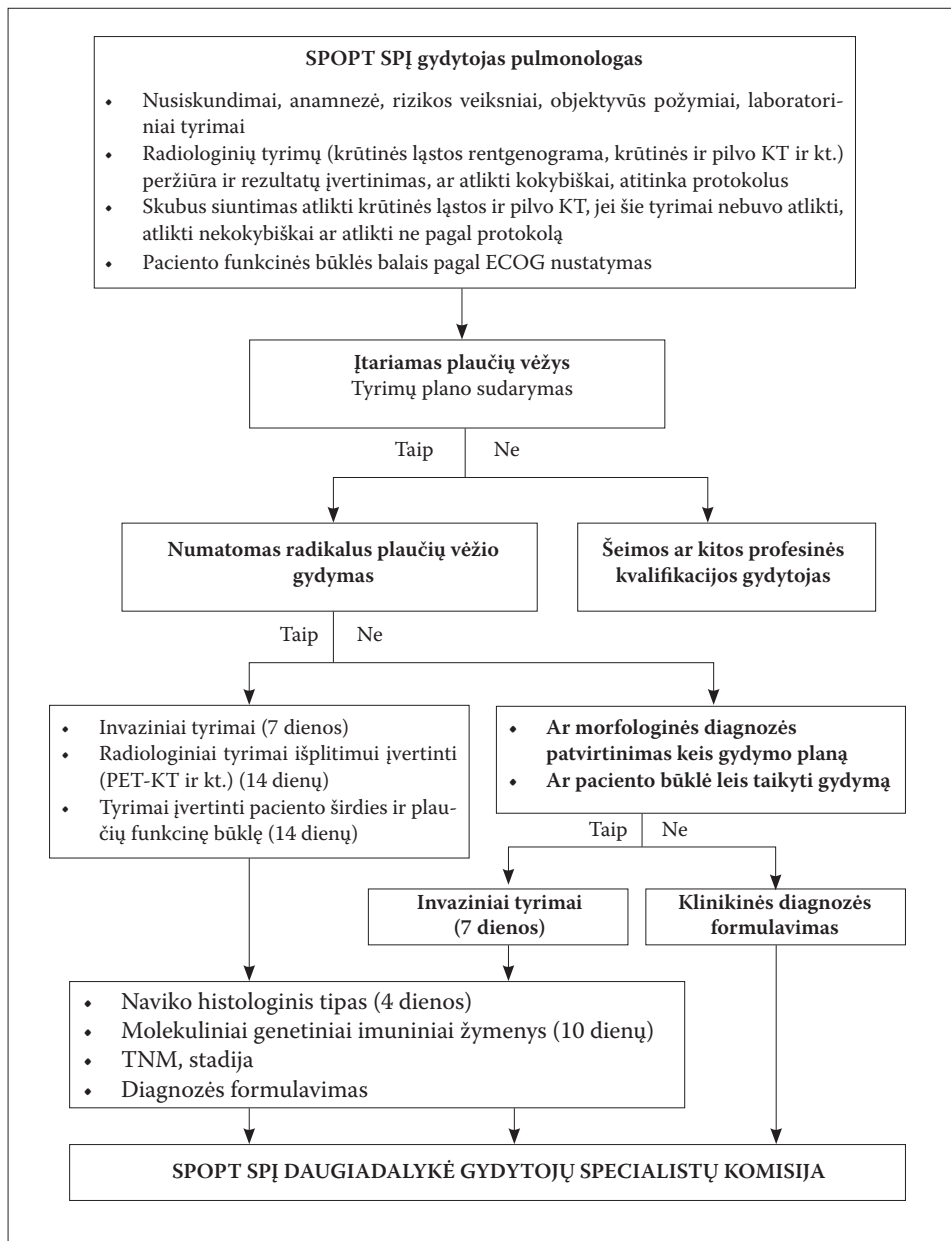 SPOPT SPĮ gydytojas pulmonologas
• Nusiskundimai, anamnezė, rizikos veiksniai, objektyvūs požymiai, laboratori-
niai tyrimai
• Radiologinių tyrimų (krūtinės ląstos rentgenograma, krūtinės ir pilvo KT ir kt.)
peržiūra ir rezultatų įvertinimas, ar atlikti kokybiškai, atitinka protokolus
• Skubus siuntimas atlikti krūtinės ląstos ir pilvo KT, jei šie tyrimai nebuvo atlikti,
atlikti nekokybiškai ar atlikti ne pagal protokolą
• Paciento funkcinės būklės balais pagal ECOG nustatymas
Įtariamas plaučių vėžys
Tyrimų plano sudarymas
Taip Ne
Numatomas radikalus plaučių vėžio
gydymas
Šeimos ar kitos profesinės
kvalifikacijos gydytojas
Taip Ne
• Invaziniai tyrimai (7 dienos)
• Radiologiniai tyrimai išplitimui įvertinti
(PET-KT ir kt.) (14 dienų)
• Tyrimai įvertinti paciento širdies ir plau-
čių funkcinę būklę (14 dienų)
• Ar morfologinės diagnozės
patvirtinimas keis gydymo planą
• Ar paciento būklė leis taikyti gydymą
Taip Ne
Invaziniai tyrimai
(7 dienos)
Klinikinės diagnozės
formulavimas
• Naviko histologinis tipas (4 dienos)
• Molekuliniai genetiniai imuniniai žymenys (10 dienų)
• TNM, stadija
• Diagnozės formulavimas
SPOPT SPĮ DAUGIADALYKĖ GYDYTOJŲ SPECIALISTŲ KOMISIJA